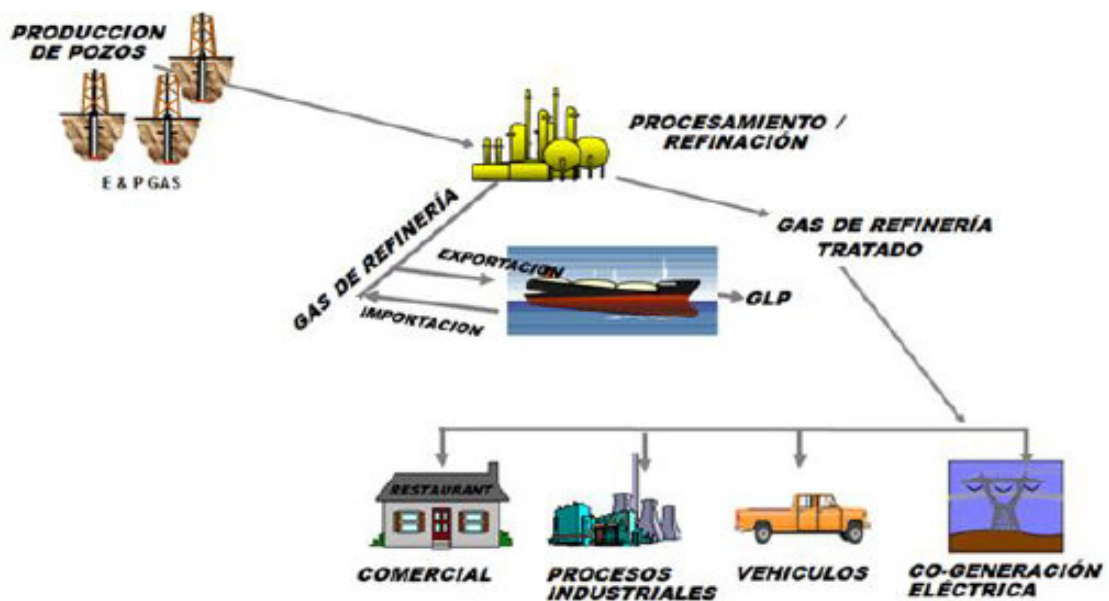 PRODUCCION
DE POZOS
E & P GAS
PROCESAMIENTO /
REFINACIÓN
GAS DE REFINERÍA
EXPORTACION
IMPORTACION
GLP
GAS DE REFINERÍA
TRATADO
RESTAURANT
COMERCIAL
PROCESOS
INDUSTRIALES
VEHICULOS
CO-GENERACIÓN
ELÉCTRICA